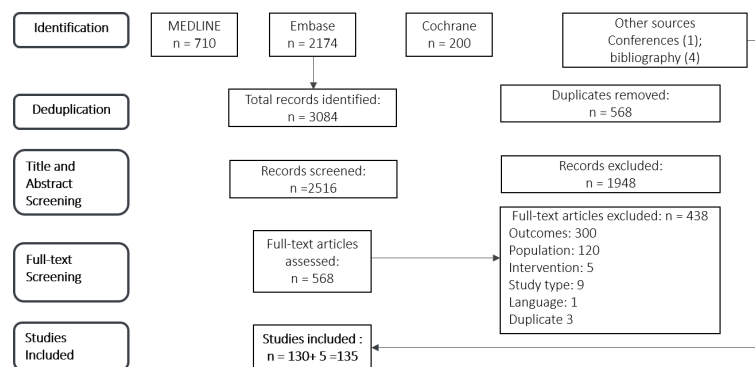 Identification
MEDLINE
n = 710
Embase
n = 2174
Cochrane
n = 200
Other sources
Conferences (1);
bibliography (4)
Deduplication
Total records identified:
n = 3084
Duplicates removed:
n = 568
Title and
Abstract
Screening
Records screened:
n =2516
Records excluded:
n = 1948
Full-text
Screening
Full-text articles
assessed:
n = 568
Full-text articles excluded: n = 438
Outcomes: 300
Population: 120
Intervention: 5
Study type: 9
Language: 1
Duplicate 3
Studies
Included
Studies included :
n = 130+ 5 =135